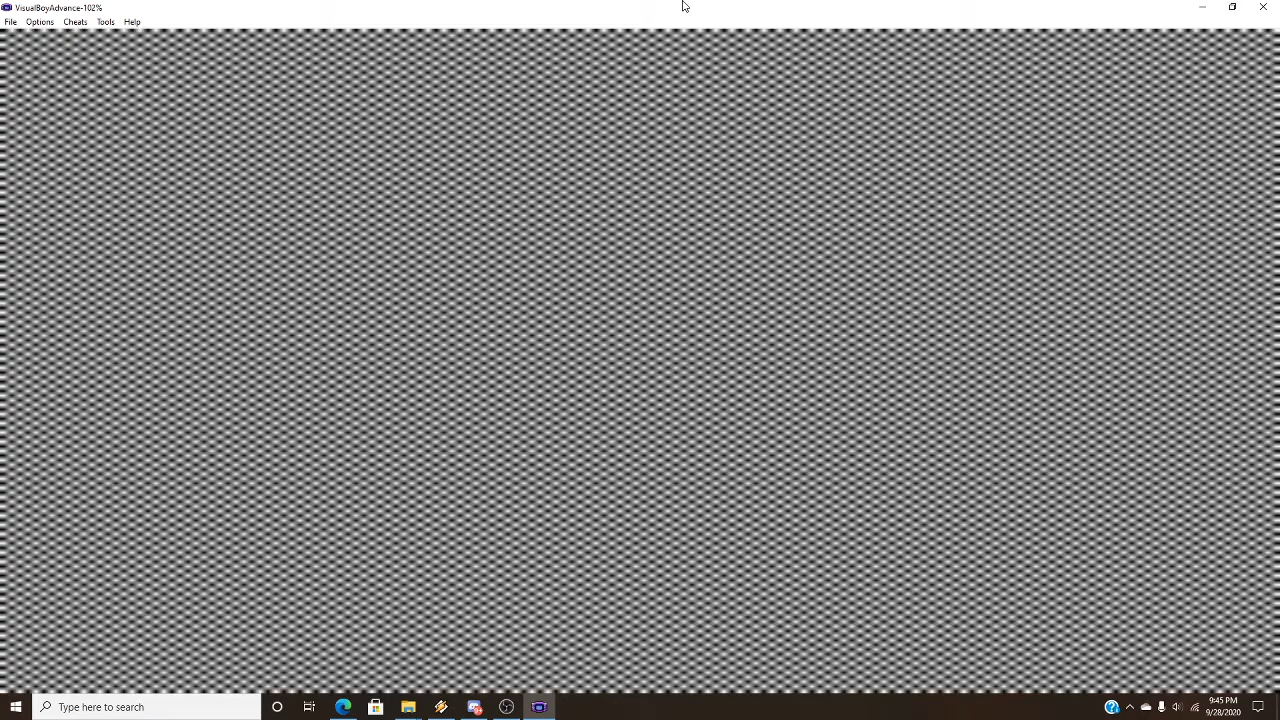 VisualBoyAdvance-102%
File Options Cheats Tools Help
Type here to search
9:45 PM
9/28/2020